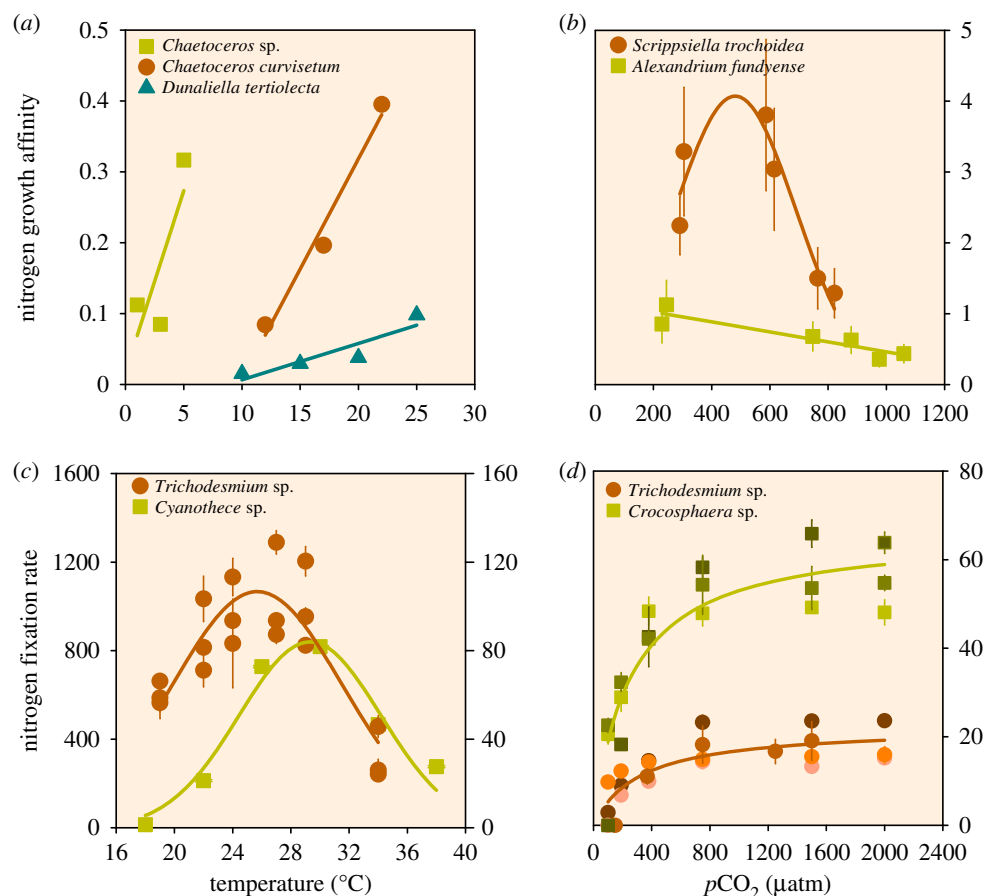 (a)
0.5
0.4
0.3
0.2
0.1
0
nitrogen growth affinity
Chaetoceros sp.
Chaetoceros curvisetum
Dunaliella tertiolecta
0 5 10 15 20 25 30
(b)
Scrippsiella trochoidea
Alexandrium fundyense
5
4
3
2
1
0
0 200 400 600 800 1000 1200
(c)
1600
1200
800
400
0
nitrogen fixation rate
Trichodesmium sp.
Cyanothece sp.
160
120
80
40
0
16 20 24 28 32 36 40
temperature (°C)
(d)
Trichodesmium sp.
Crocosphaera sp.
80
60
40
20
0
0 400 800 1200 1600 2000 2400
pCO₂ (µatm)